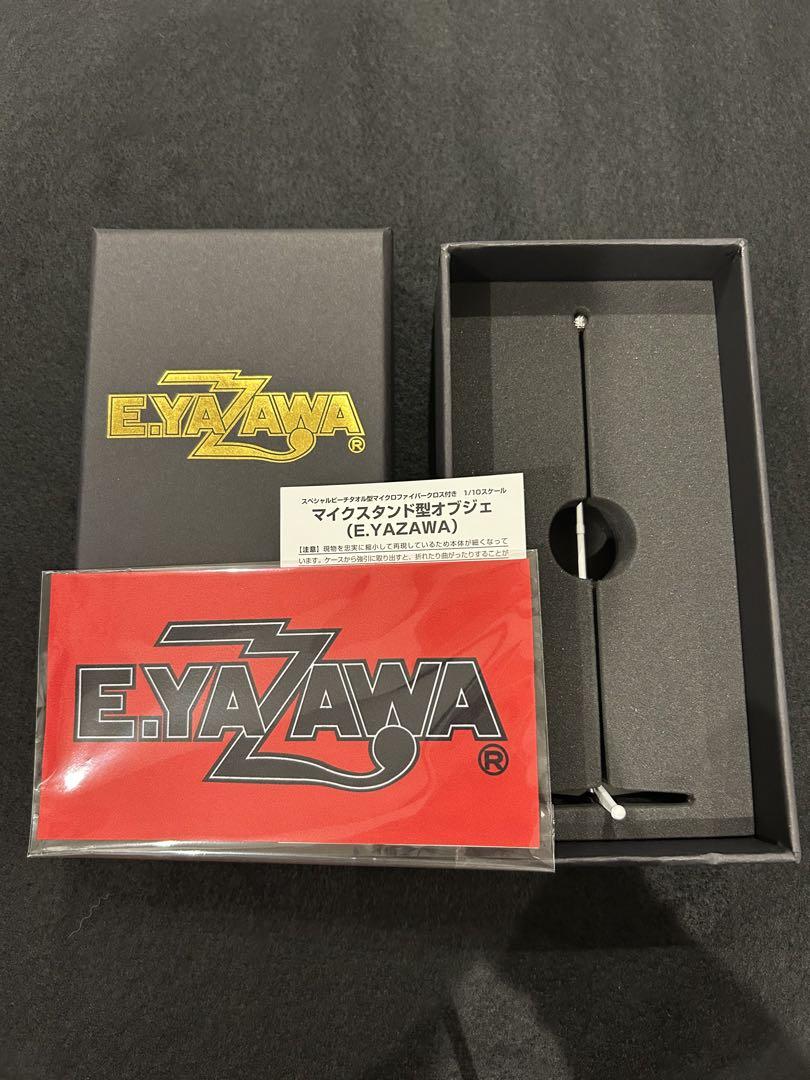 E.YAZAWA
®
スペシャルビーチタオル型マイクロファイバークロス付き 1/10スケール
マイクスタンド型オブジェ
(E.YAZAWA)
【注意】現物を忠実に縮小して再現しているため本体が細くなって
います。ケースから強引に取り出すと、折れたり曲がったりすることが
E.YAZAWA
®